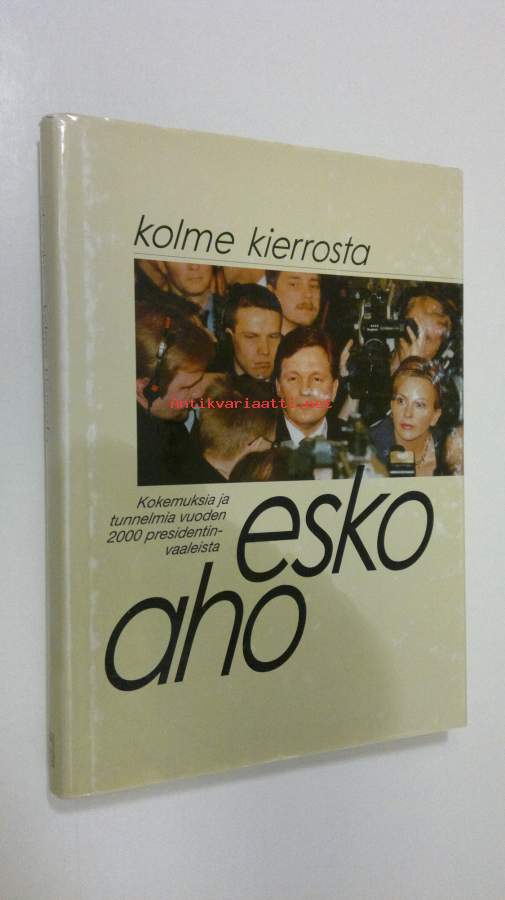 kolme kierrosta
antikvariaatti.net
Kokemuksia ja
tunnelmia vuoden
2000 presidentin-
vaaleista
esko
aho